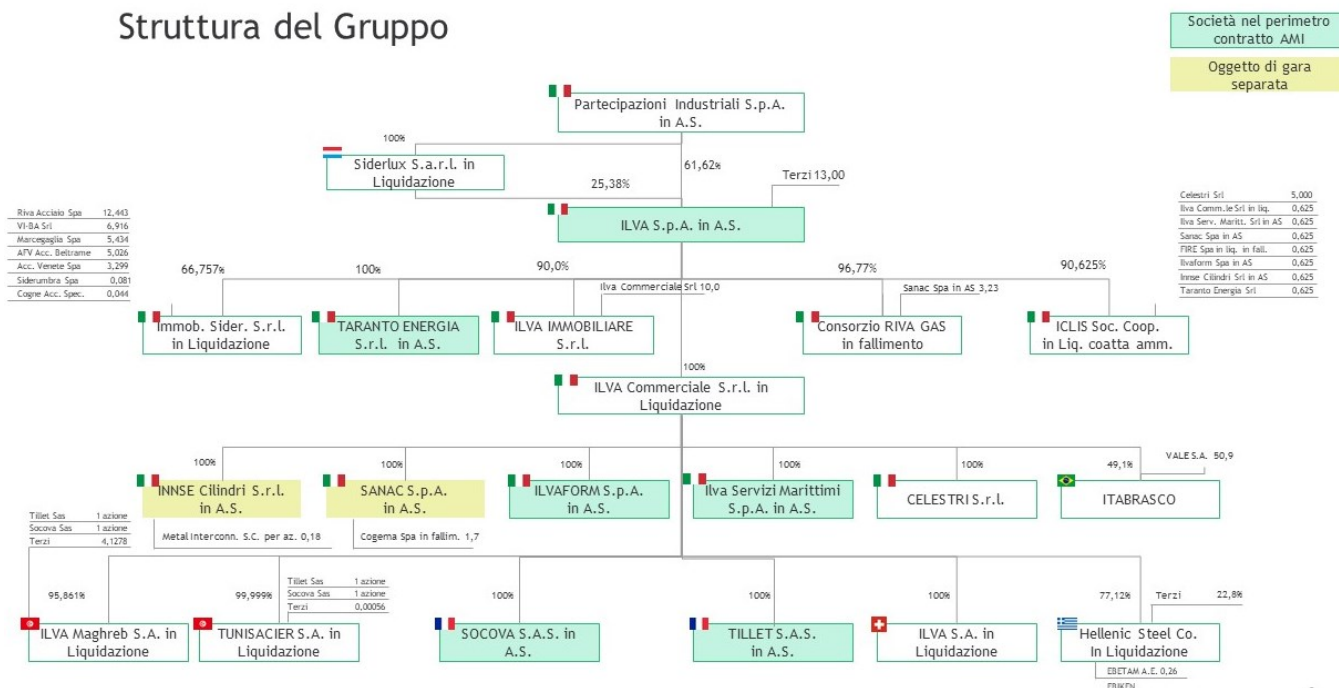 Struttura del Gruppo
Società nel perimetro
contratto AMI
Oggetto di gara
separata
Partecipazioni Industriali S.p.A.
in A.S.
100%
Siderlux S.a.r.l. in
Liquidazione
61,62%
25,38%
Terzi 13,00
ILVA S.p.A. in A.S.
Riva Acciaio Spa 12,443
VI-BA Srl 6,916
Marcegaglia Spa 5,434
AFV Acc. Beltrame 5,026
Acc. Venete Spa 3,299
Siderumbra Spa 0,081
Cogne Acc. Spec. 0,044
Celestri Srl 5,000
Ilva Comm.le Srl in liq. 0,625
Ilva Serv. Maritt. Srl in AS 0,625
Sanac Spa in AS 0,625
FIRE Spa in liq. in fall. 0,625
Ilvaform Spa in AS 0,625
Innse Cilindri Srl in AS 0,625
Taranto Energia Srl 0,625
66,757%
100%
90,0%
96,77%
90,625%
Ilva Commerciale Srl 10,0
Sanac Spa in AS 3,23
Immob. Sider. S.r.l.
in Liquidazione
TARANTO ENERGIA
S.r.l. in A.S.
ILVA IMMOBILIARE
S.r.l.
Consorzio RIVA GAS
in fallimento
ICLIS Soc. Coop.
in Liq. coatta amm.
100%
ILVA Commerciale S.r.l. in
Liquidazione
100%
100%
100%
100%
100%
49,1%
VALE S.A. 50,9
INNSE Cilindri S.r.l.
in A.S.
SANAC S.p.A.
in A.S.
ILVAFORM S.p.A.
in A.S.
Ilva Servizi Marittimi
S.p.A. in A.S.
CELESTRI S.r.l.
ITABRASCO
Metal Interconn. S.C. per az. 0,18
Cogema Spa in fallim. 1,7
Tillet Sas 1 azione
Socova Sas 1 azione
Terzi 4,1278
Tillet Sas 1 azione
Socova Sas 1 azione
Terzi 0,00056
95,861%
99,999%
100%
100%
100%
77,12%
Terzi 22,8%
ILVA Maghreb S.A. in
Liquidazione
TUNISACIER S.A. in
Liquidazione
SOCOVA S.A.S. in
A.S.
TILLET S.A.S.
in A.S.
ILVA S.A. in
Liquidazione
Hellenic Steel Co.
In Liquidazione
EBETAM A.E. 0,26